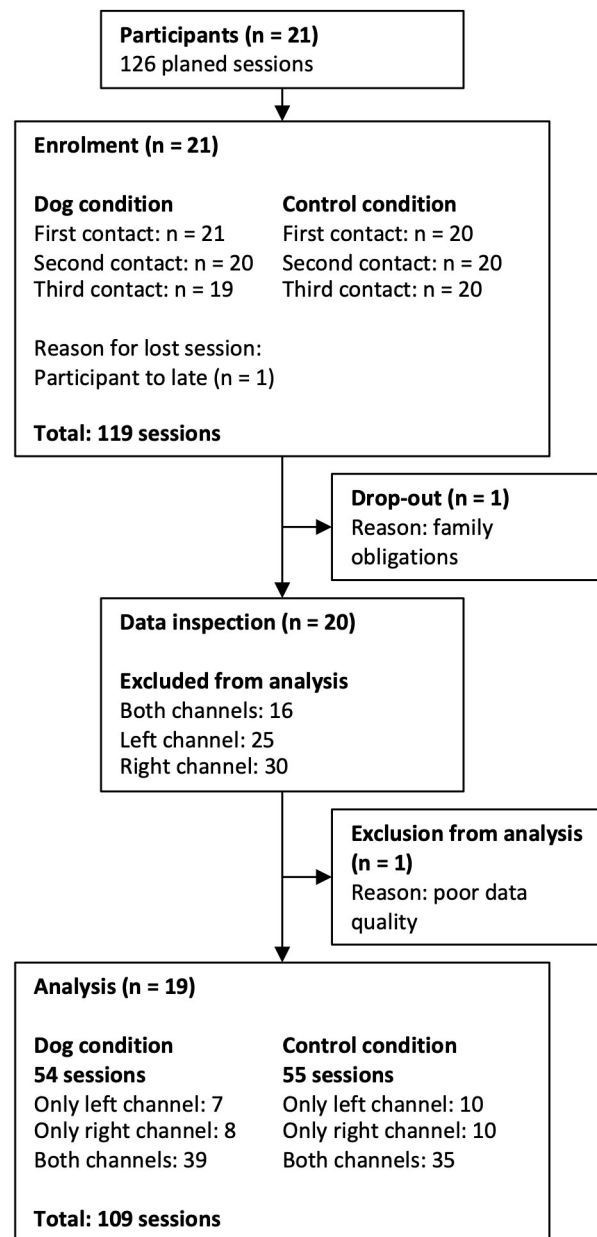 Participants (n = 21)
126 planed sessions
Enrolment (n = 21)
Dog condition
First contact: n = 21
Second contact: n = 20
Third contact: n = 19
Control condition
First contact: n = 20
Second contact: n = 20
Third contact: n = 20
Reason for lost session:
Participant to late (n = 1)
Total: 119 sessions
Drop-out (n = 1)
Reason: family
obligations
Data inspection (n = 20)
Excluded from analysis
Both channels: 16
Left channel: 25
Right channel: 30
Exclusion from analysis
(n = 1)
Reason: poor data
quality
Analysis (n = 19)
Dog condition
54 sessions
Only left channel: 7
Only right channel: 8
Both channels: 39
Control condition
55 sessions
Only left channel: 10
Only right channel: 10
Both channels: 35
Total: 109 sessions